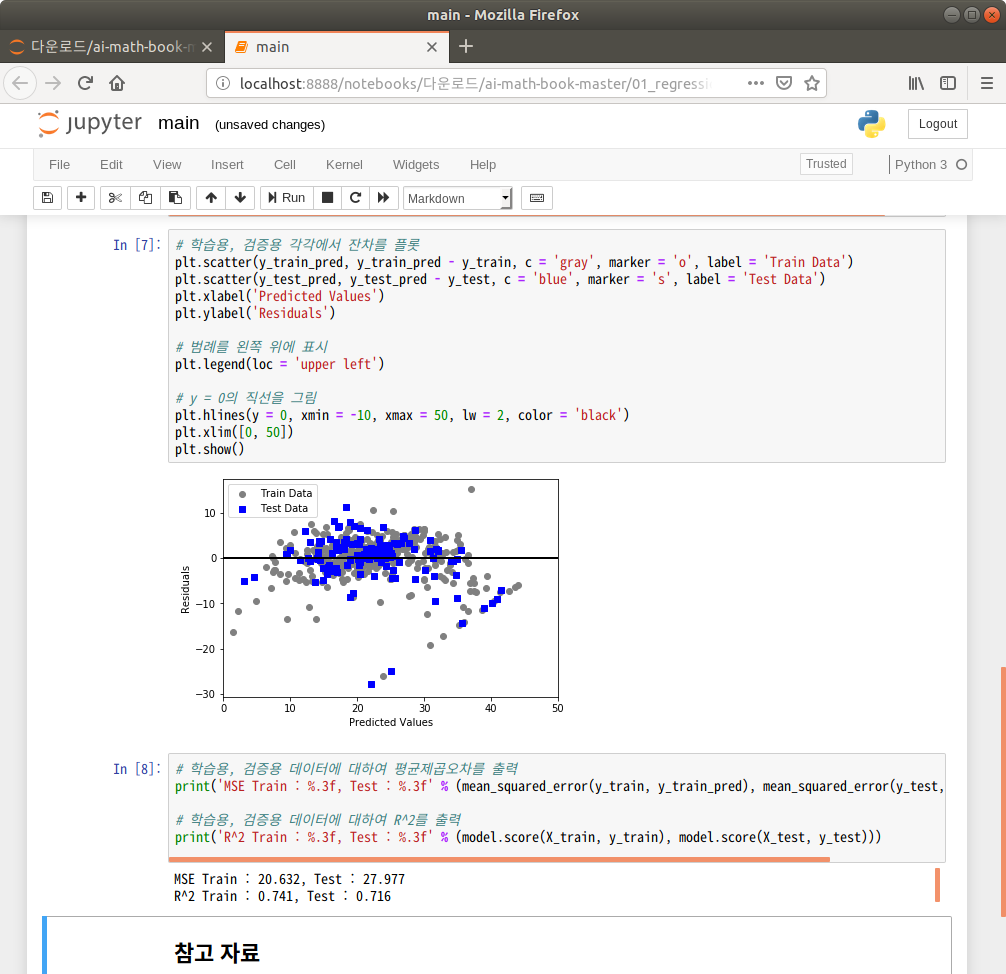 main - Mozilla Firefox
다운로드/ai-math-book-m
main
localhost:8888/notebooks/다운로드/ai-math-book-master/01_regressi
jupyter main (unsaved changes)
Logout
File Edit View Insert Cell Kernel Widgets Help
Trusted
Python 3
Run
Markdown
In [7]:
# 학습용, 검증용 각각에서 잔차를 플롯
plt.scatter(y_train_pred, y_train_pred - y_train, c = 'gray', marker = 'o', label = 'Train Data')
plt.scatter(y_test_pred, y_test_pred - y_test, c = 'blue', marker = 's', label = 'Test Data')
plt.xlabel('Predicted Values')
plt.ylabel('Residuals')
# 범례를 왼쪽 위에 표시
plt.legend(loc = 'upper left')
# y = 0의 직선을 그림
plt.hlines(y = 0, xmin = -10, xmax = 50, lw = 2, color = 'black')
plt.xlim([0, 50])
plt.show()
Train Data
Test Data
10
0
−10
−20
−30
Residuals
0 10 20 30 40 50
Predicted Values
In [8]:
# 학습용, 검증용 데이터에 대하여 평균제곱오차를 출력
print('MSE Train : %.3f, Test : %.3f' % (mean_squared_error(y_train, y_train_pred), mean_squared_error(y_test,
# 학습용, 검증용 데이터에 대하여 R^2를 출력
print('R^2 Train : %.3f, Test : %.3f' % (model.score(X_train, y_train), model.score(X_test, y_test)))
MSE Train : 20.632, Test : 27.977
R^2 Train : 0.741, Test : 0.716
참고 자료